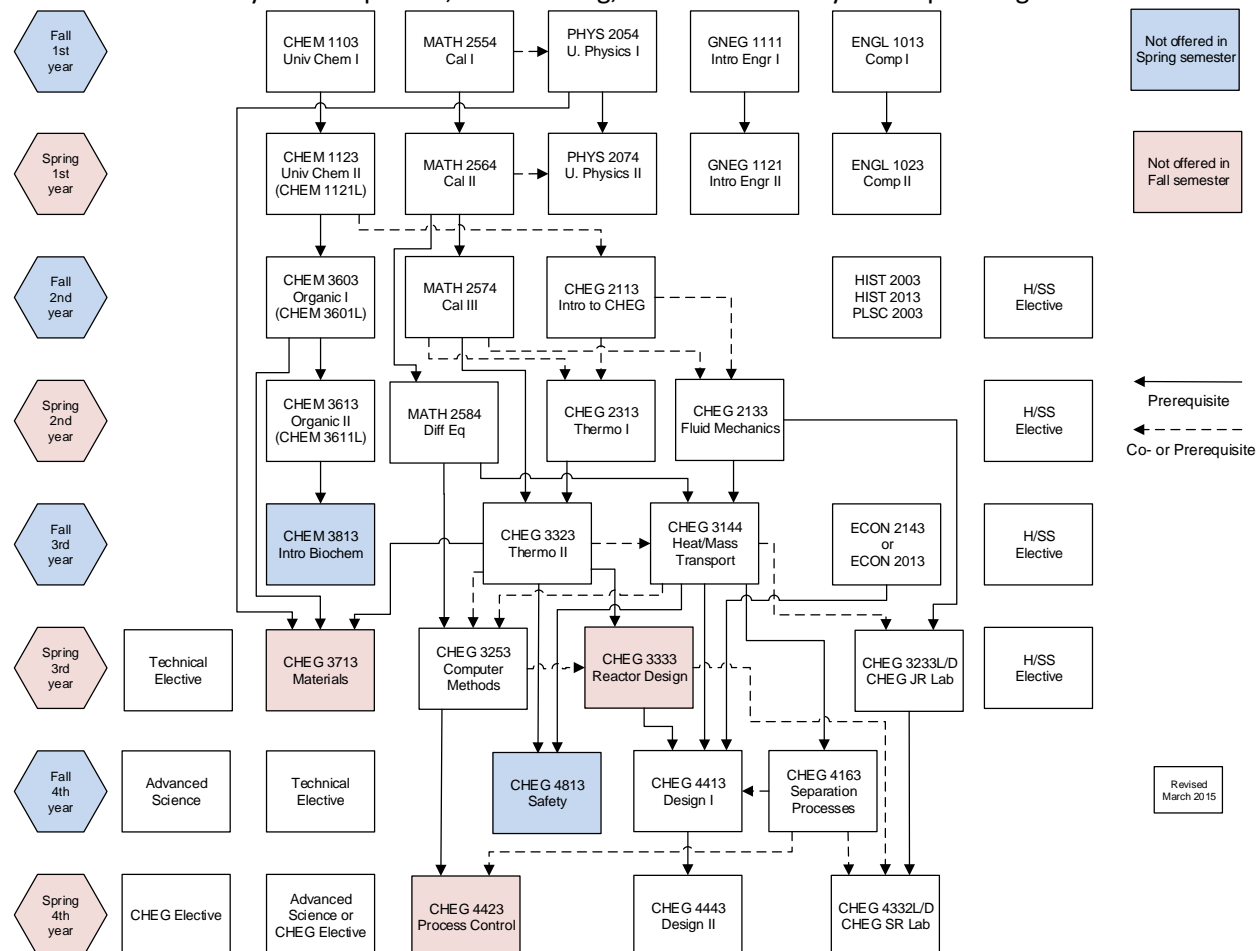 Fall
1st
year
CHEM 1103
Univ Chem I
MATH 2554
Cal I
PHYS 2054
U. Physics I
GNEG 1111
Intro Engr I
ENGL 1013
Comp I
Not offered in
Spring semester
Spring
1st
year
CHEM 1123
Univ Chem II
(CHEM 1121L)
MATH 2564
Cal II
PHYS 2074
U. Physics II
GNEG 1121
Intro Engr II
ENGL 1023
Comp II
Not offered in
Fall semester
Fall
2nd
year
CHEM 3603
Organic I
(CHEM 3601L)
MATH 2574
Cal III
CHEG 2113
Intro to CHEG
HIST 2003
HIST 2013
PLSC 2003
H/SS
Elective
Spring
2nd
year
CHEM 3613
Organic II
(CHEM 3611L)
MATH 2584
Diff Eq
CHEG 2313
Thermo I
CHEG 2133
Fluid Mechanics
H/SS
Elective
Prerequisite
Co- or Prerequisite
Fall
3rd
year
CHEM 3813
Intro Biochem
CHEG 3323
Thermo II
CHEG 3144
Heat/Mass
Transport
ECON 2143
or
ECON 2013
H/SS
Elective
Spring
3rd
year
Technical
Elective
CHEG 3713
Materials
CHEG 3253
Computer
Methods
CHEG 3333
Reactor Design
CHEG 3233L/D
CHEG JR Lab
H/SS
Elective
Fall
4th
year
Advanced
Science
Technical
Elective
CHEG 4813
Safety
CHEG 4413
Design I
CHEG 4163
Separation
Processes
Revised
March 2015
Spring
4th
year
CHEG Elective
Advanced
Science or
CHEG Elective
CHEG 4423
Process Control
CHEG 4443
Design II
CHEG 4332L/D
CHEG SR Lab